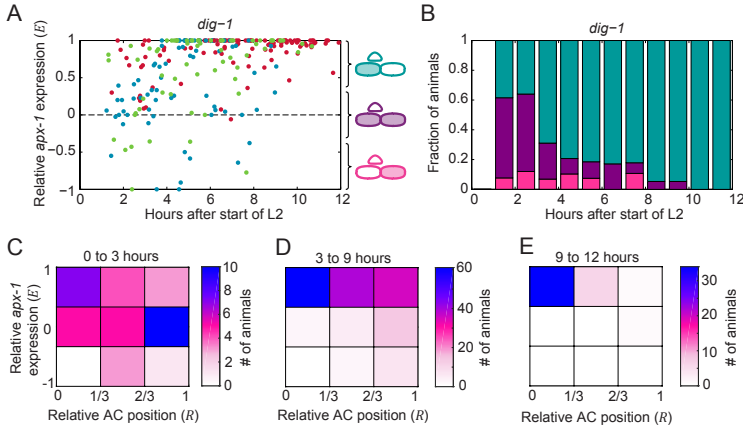 A
dig−1
Relative apx-1 expression (E)
1
0.5
0
−0.5
−1
0 2 4 6 8 10 12
Hours after start of L2
B
dig−1
Fraction of animals
1
0.8
0.6
0.4
0.2
0
0 2 4 6 8 10 12
Hours after start of L2
C
0 to 3 hours
Relative apx-1
expression (E)
1
0
-1
0 1/3 2/3 1
Relative AC position (R)
10
8
6
4
2
0
# of animals
D
3 to 9 hours
0 1/3 2/3 1
Relative AC position (R)
60
40
20
0
# of animals
E
9 to 12 hours
0 1/3 2/3 1
Relative AC position (R)
30
20
10
0
# of animals